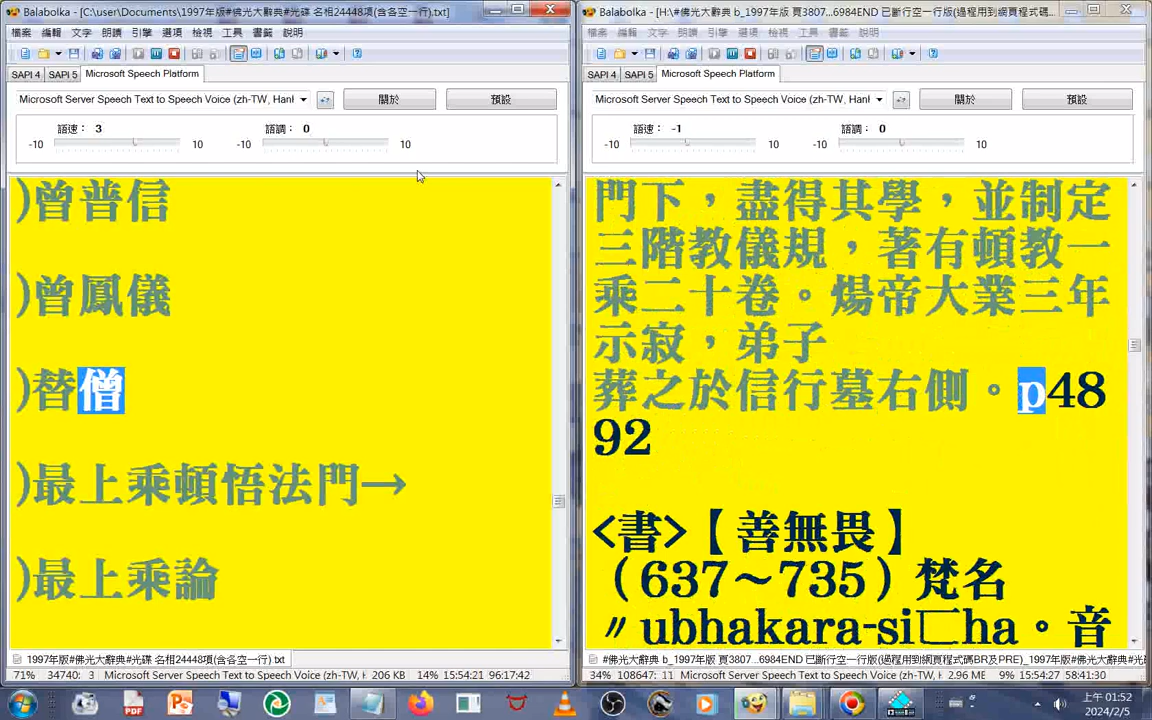 Balabolka - [C:\user\Documents\1997年版#佛光大辭典#光碟 名相24448項(含各空一行).txt]
檔案 編輯 文字 朗讀 引擎 選項 檢視 工具 書籤 說明
SAPI 4 SAPI 5 Microsoft Speech Platform
Microsoft Server Speech Text to Speech Voice (zh-TW, Hanl 關於 預設
語速： 3 語調： 0
-10 10 -10 10
)曾普信
)曾鳳儀
)替僧
)最上乘頓悟法門→
)最上乘論
1997年版#佛光大辭典#光碟 名相24448項(含各空一行).txt
71% 34740: 3 Microsoft Server Speech Text to Speech Voice (zh-TW, H 206 KB 14% 15:54:21 96:17:42
Balabolka - [H:\#佛光大辭典 b_1997年版 頁3807...6984END 已斷行空一行版(過程用到網頁程式碼...
檔案 編輯 文字 朗讀 引擎 選項 檢視 工具 書籤 說明
SAPI 4 SAPI 5 Microsoft Speech Platform
Microsoft Server Speech Text to Speech Voice (zh-TW, Hanl 關於 預設
語速： -1 語調： 0
-10 10 -10 10
門下，盡得其學，並制定
三階教儀規，著有頓教一
乘二十卷。煬帝大業三年
示寂，弟子
葬之於信行墓右側。p48
92
<書>【善無畏】
（637～735）梵名
〃ubhakara-si匚ha。音
#佛光大辭典 b_1997年版 頁3807...6984END 已斷行空一行版(過程用到網頁程式碼BR及PRE)_1997年版#佛光大辭典#光
34% 108647: 11 Microsoft Server Speech Text to Speech Voice (zh-TW, H 2.96 ME 9% 15:54:27 58:41:30
上午 01:52
2024/2/5